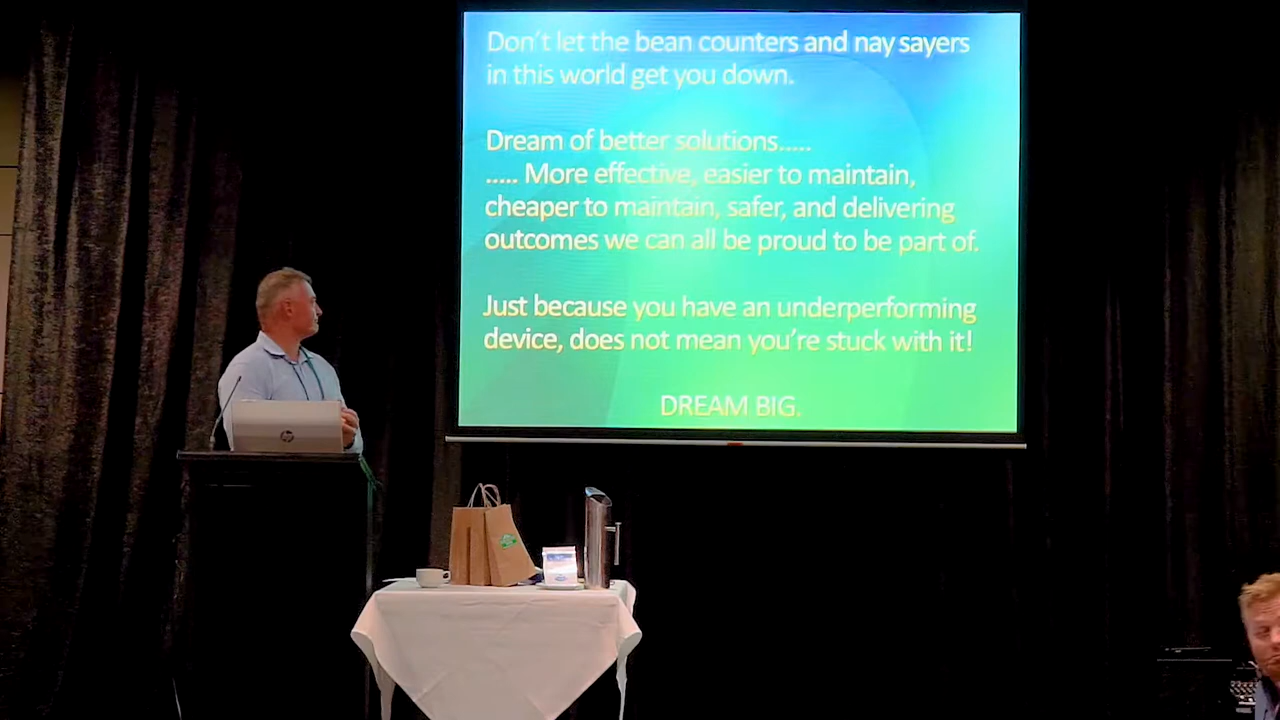 Don't let the bean counters and nay sayers
in this world get you down.
Dream of better solutions.....
..... More effective, easier to maintain,
cheaper to maintain, safer, and delivering
outcomes we can all be proud to be part of.
Just because you have an underperforming
device, does not mean you're stuck with it!
DREAM BIG.
hp